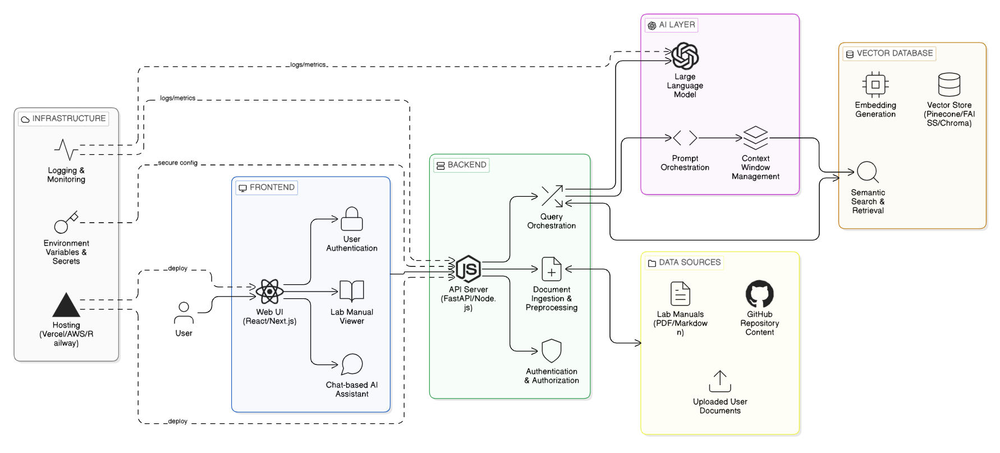 AI LAYER
Large
Language
Model
Prompt
Orchestration
Context
Window
Management
VECTOR DATABASE
Embedding
Generation
Vector Store
(Pinecone/FAI
SS/Chroma)
Semantic
Search &
Retrieval
logs/metrics
logs/metrics
secure config
deploy
deploy
INFRASTRUCTURE
Logging &
Monitoring
Environment
Variables &
Secrets
Hosting
(Vercel/AWS/R
ailway)
User
FRONTEND
User
Authentication
Web UI
(React/Next.js)
Lab Manual
Viewer
Chat-based AI
Assistant
BACKEND
Query
Orchestration
JS
API Server
(FastAPI/Node.
js)
Document
Ingestion &
Preprocessing
Authentication
& Authorization
DATA SOURCES
Lab Manuals
(PDF/Markdow
n)
GitHub
Repository
Content
Uploaded User
Documents